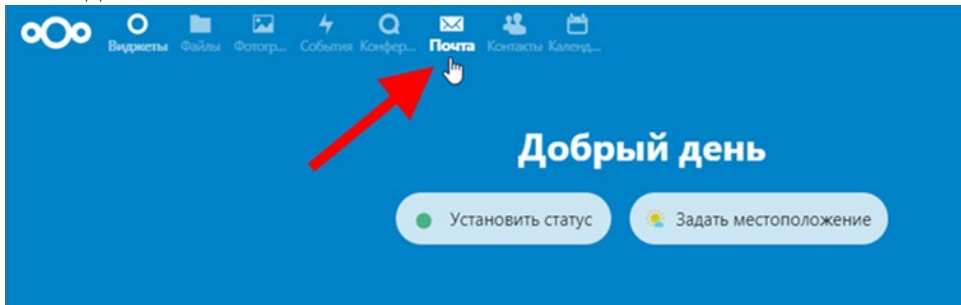 Виджеты Файлы Фотогр... События Конфер... Почта Контакты Календ...
Добрый день
Установить статус Задать местоположение